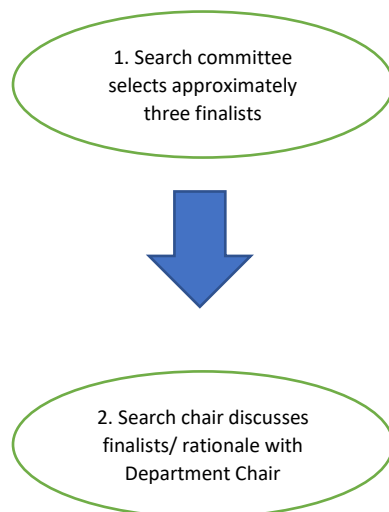 1. Search committee
selects approximately
three finalists
2. Search chair discusses
finalists/ rationale with
Department Chair